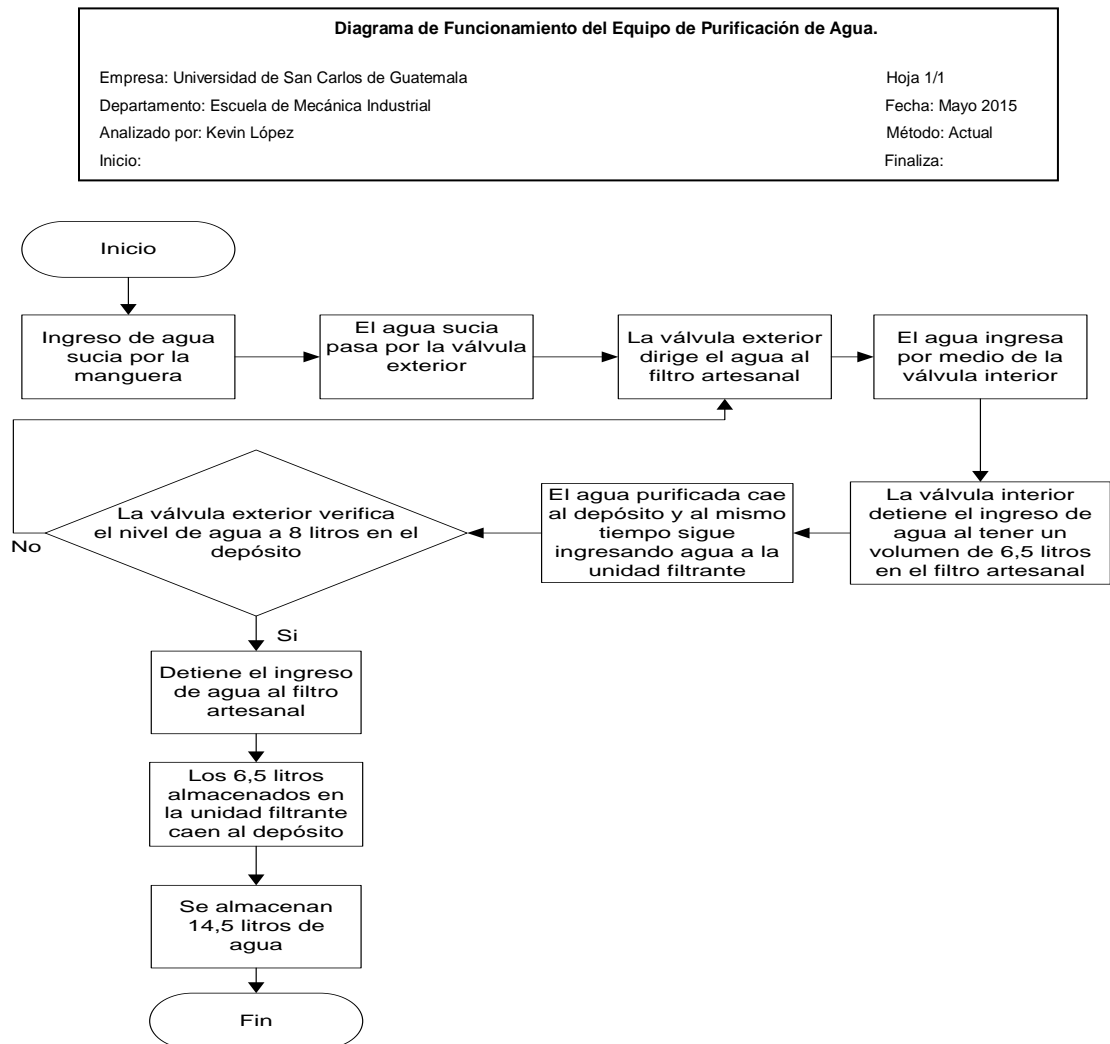 Diagrama de Funcionamiento del Equipo de Purificación de Agua.
Empresa: Universidad de San Carlos de Guatemala
Hoja 1/1
Departamento: Escuela de Mecánica Industrial
Fecha: Mayo 2015
Analizado por: Kevin López
Método: Actual
Inicio:
Finaliza:
Inicio
Ingreso de agua
sucia por la
manguera
El agua sucia
pasa por la válvula
exterior
La válvula exterior
dirige el agua al
filtro artesanal
El agua ingresa
por medio de la
válvula interior
La válvula interior
detiene el ingreso de
agua al tener un
volumen de 6,5 litros
en el filtro artesanal
El agua purificada cae
al depósito y al mismo
tiempo sigue
ingresando agua a la
unidad filtrante
La válvula exterior verifica
el nivel de agua a 8 litros en el
depósito
No
Si
Detiene el ingreso
de agua al filtro
artesanal
Los 6,5 litros
almacenados en
la unidad filtrante
caen al depósito
Se almacenan
14,5 litros de
agua
Fin